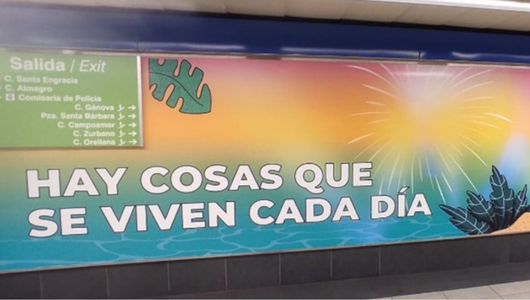 Salida / Exit
C. Santa Engracia
C. Almagro
Comisaría de Policía
C. Génova
Pza. Santa Bárbara
C. Campoamor
C. Zurbano
C. Orellana
HAY COSAS QUE
SE VIVEN CADA DÍA